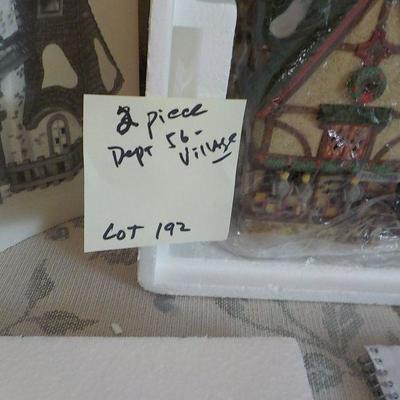 2 piece
Dept 56-
Village
Lot 192